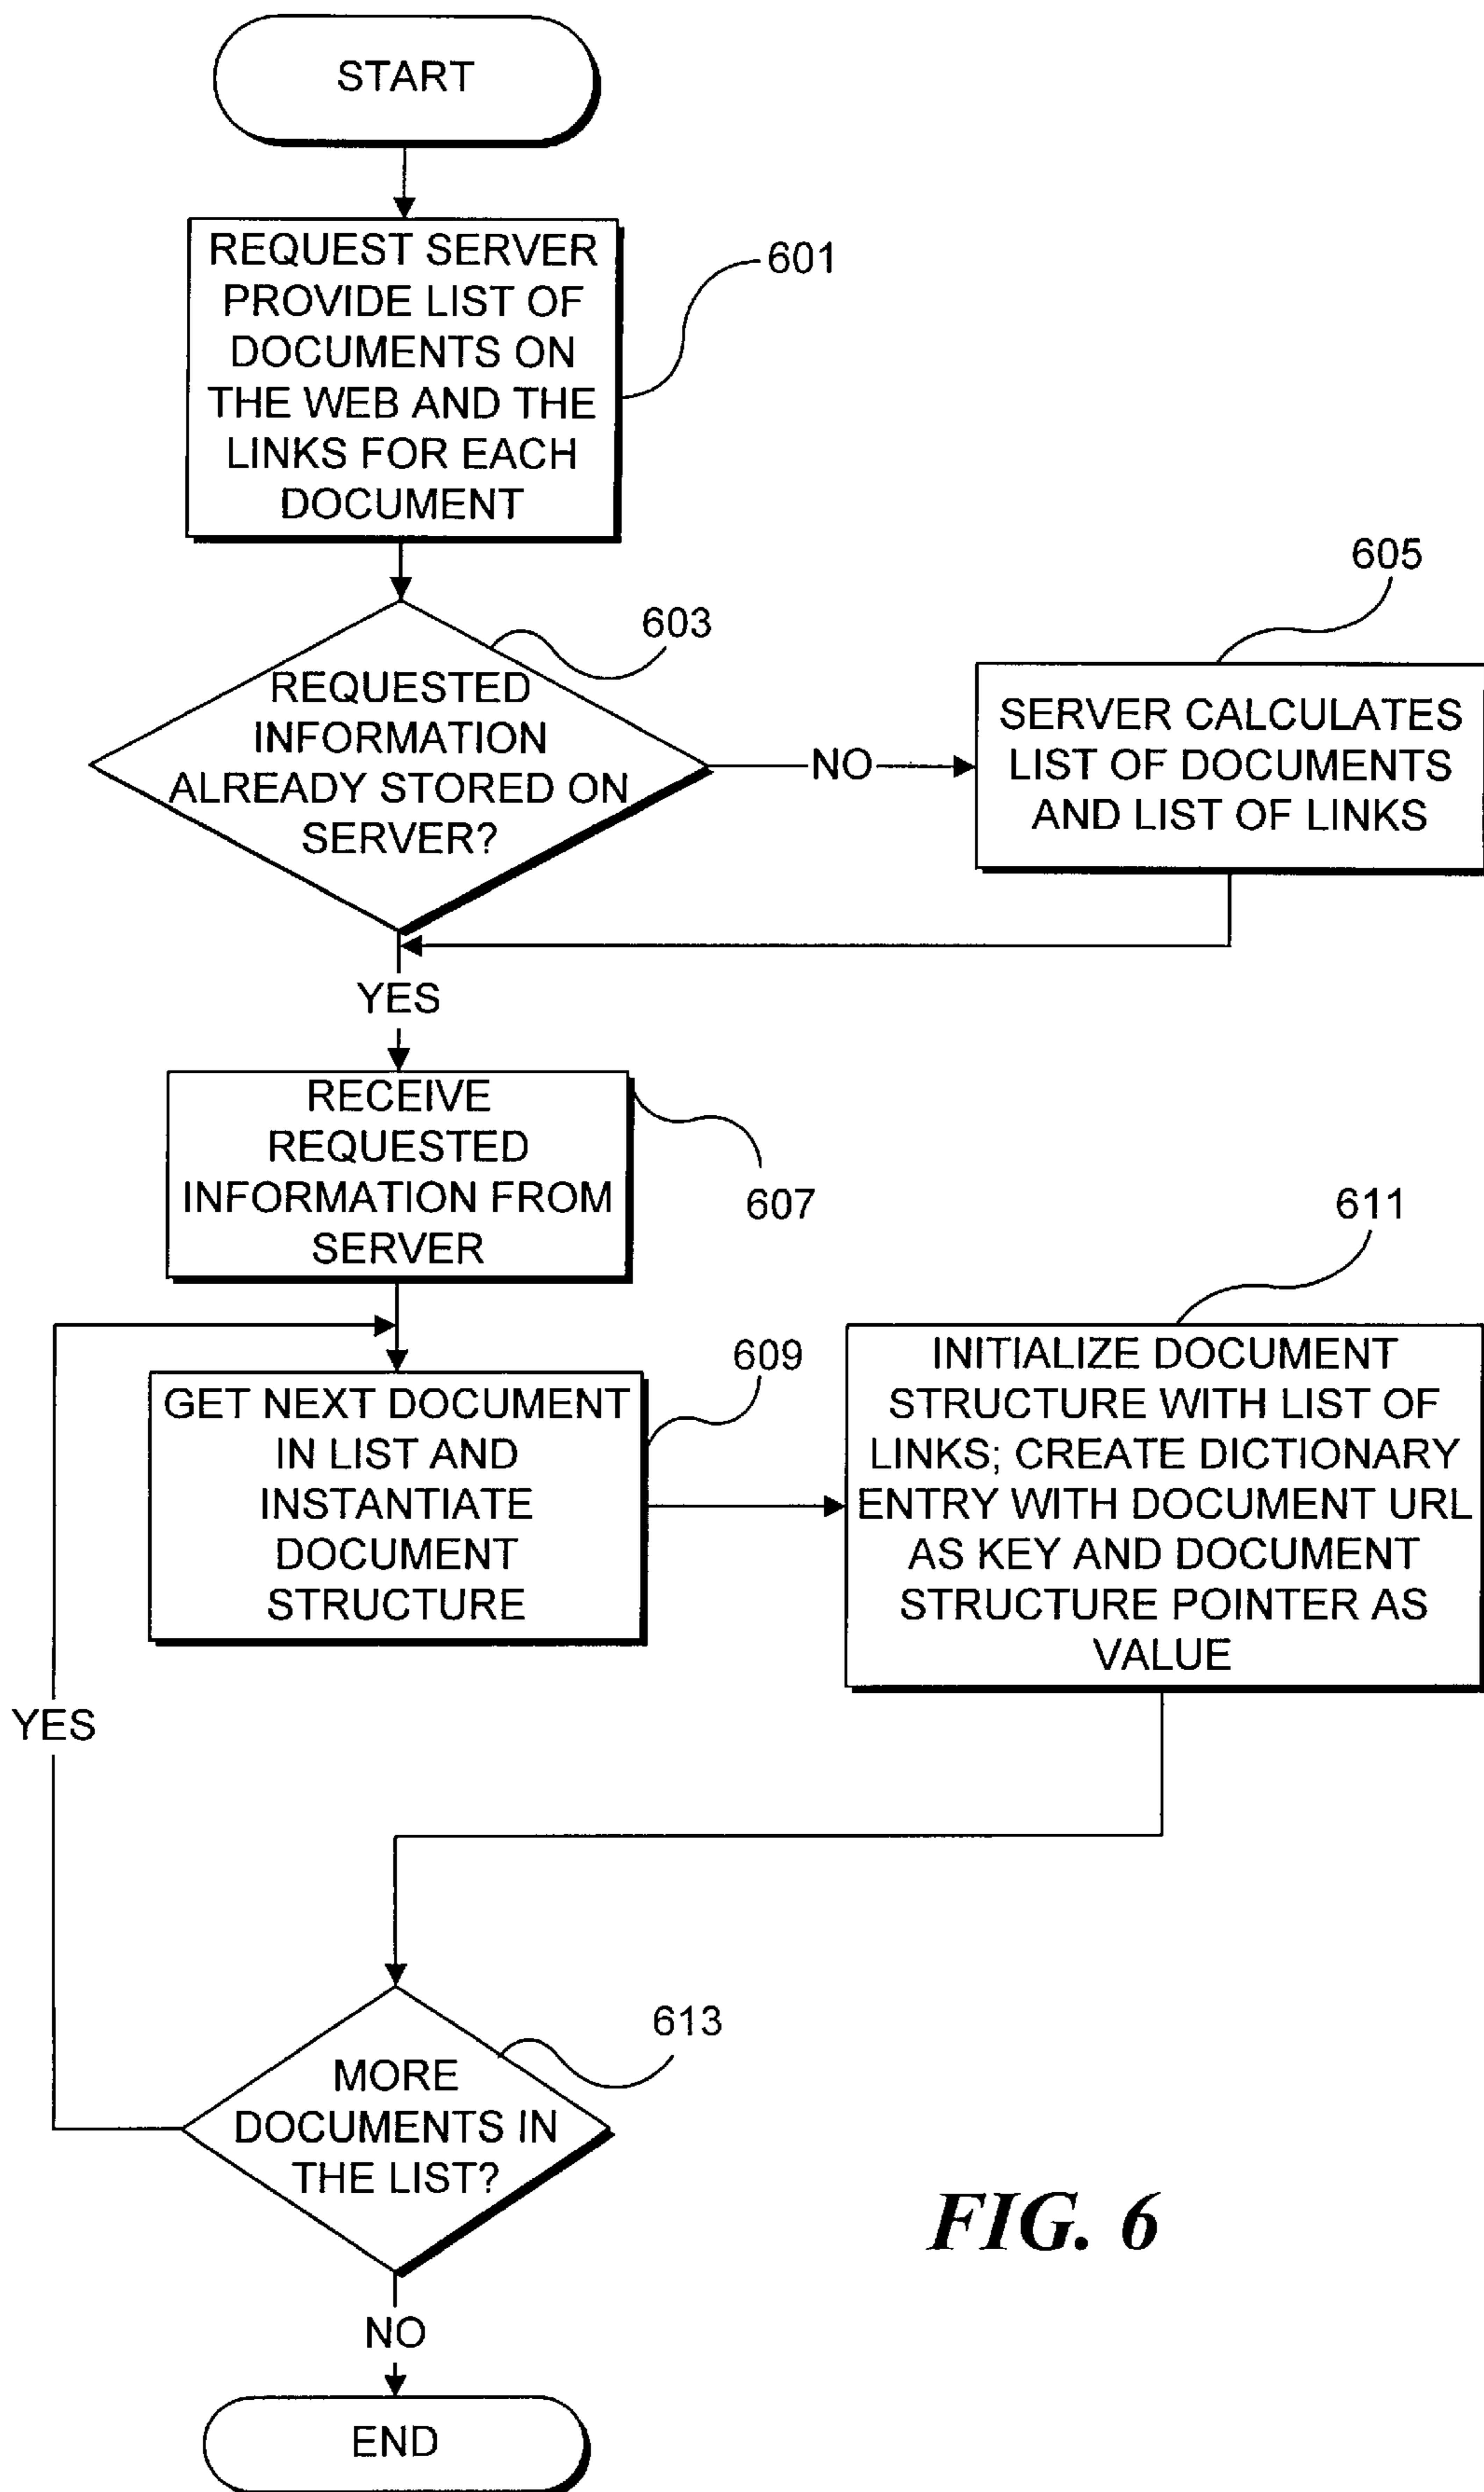 START
REQUEST SERVER
PROVIDE LIST OF
DOCUMENTS ON
THE WEB AND THE
LINKS FOR EACH
DOCUMENT
601
603
REQUESTED
INFORMATION
ALREADY STORED ON
SERVER?
NO
605
SERVER CALCULATES
LIST OF DOCUMENTS
AND LIST OF LINKS
YES
RECEIVE
REQUESTED
INFORMATION FROM
SERVER
607
609
GET NEXT DOCUMENT
IN LIST AND
INSTANTIATE
DOCUMENT
STRUCTURE
611
INITIALIZE DOCUMENT
STRUCTURE WITH LIST OF
LINKS; CREATE DICTIONARY
ENTRY WITH DOCUMENT URL
AS KEY AND DOCUMENT
STRUCTURE POINTER AS
VALUE
YES
613
MORE
DOCUMENTS IN
THE LIST?
NO
END
FIG. 6